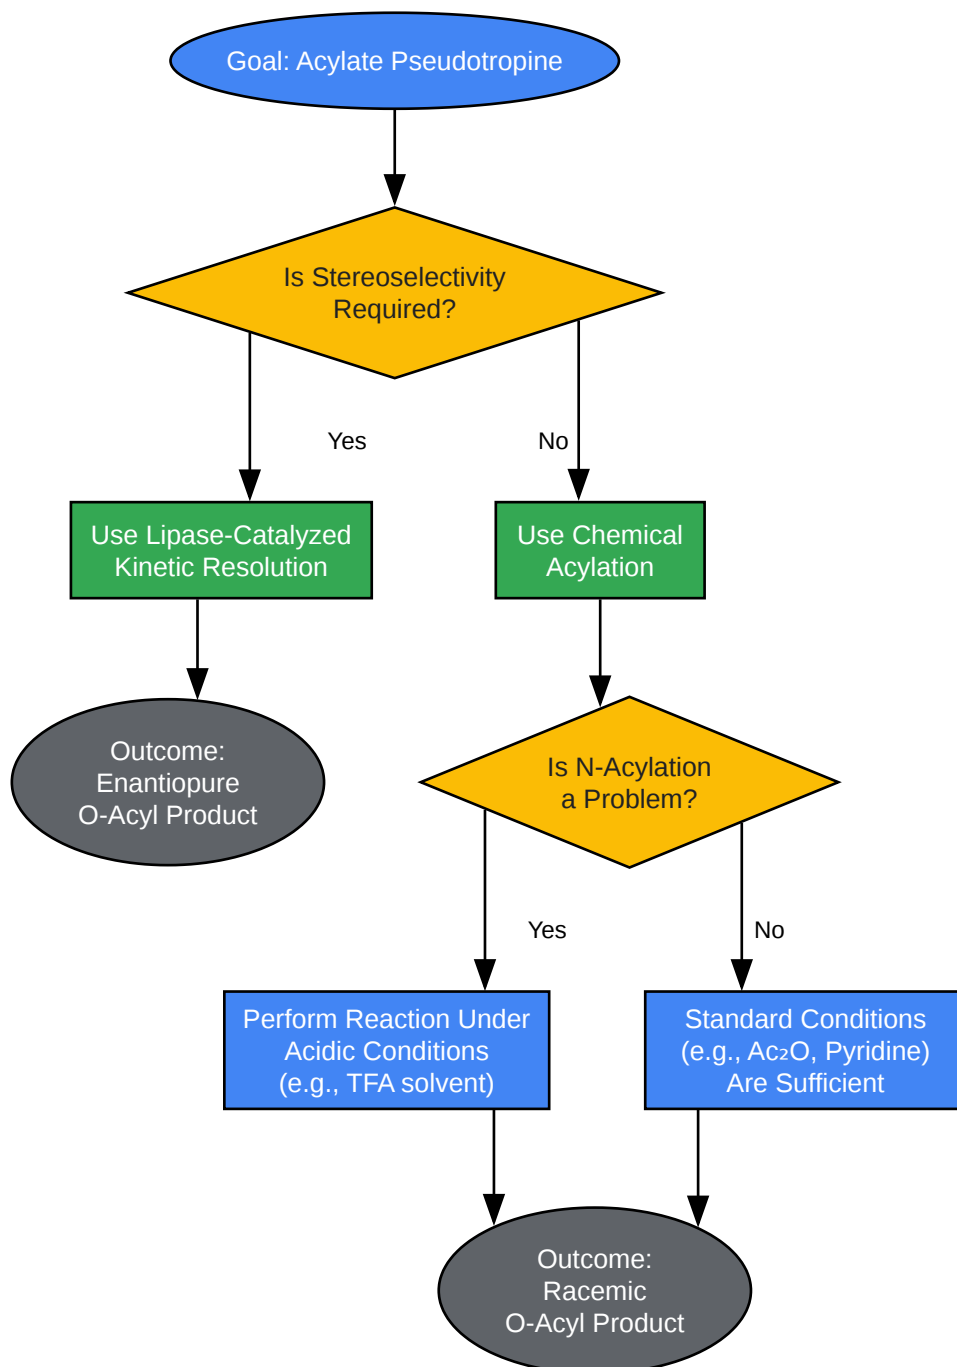 Goal: Acylate Pseudotropine
Is Stereoselectivity
Required?
Yes
No
Use Lipase-Catalyzed
Kinetic Resolution
Use Chemical
Acylation
Outcome:
Enantiopure
O-Acyl Product
Is N-Acylation
a Problem?
Yes
No
Perform Reaction Under
Acidic Conditions
(e.g., TFA solvent)
Standard Conditions
(e.g., Ac₂O, Pyridine)
Are Sufficient
Outcome:
Racemic
O-Acyl Product